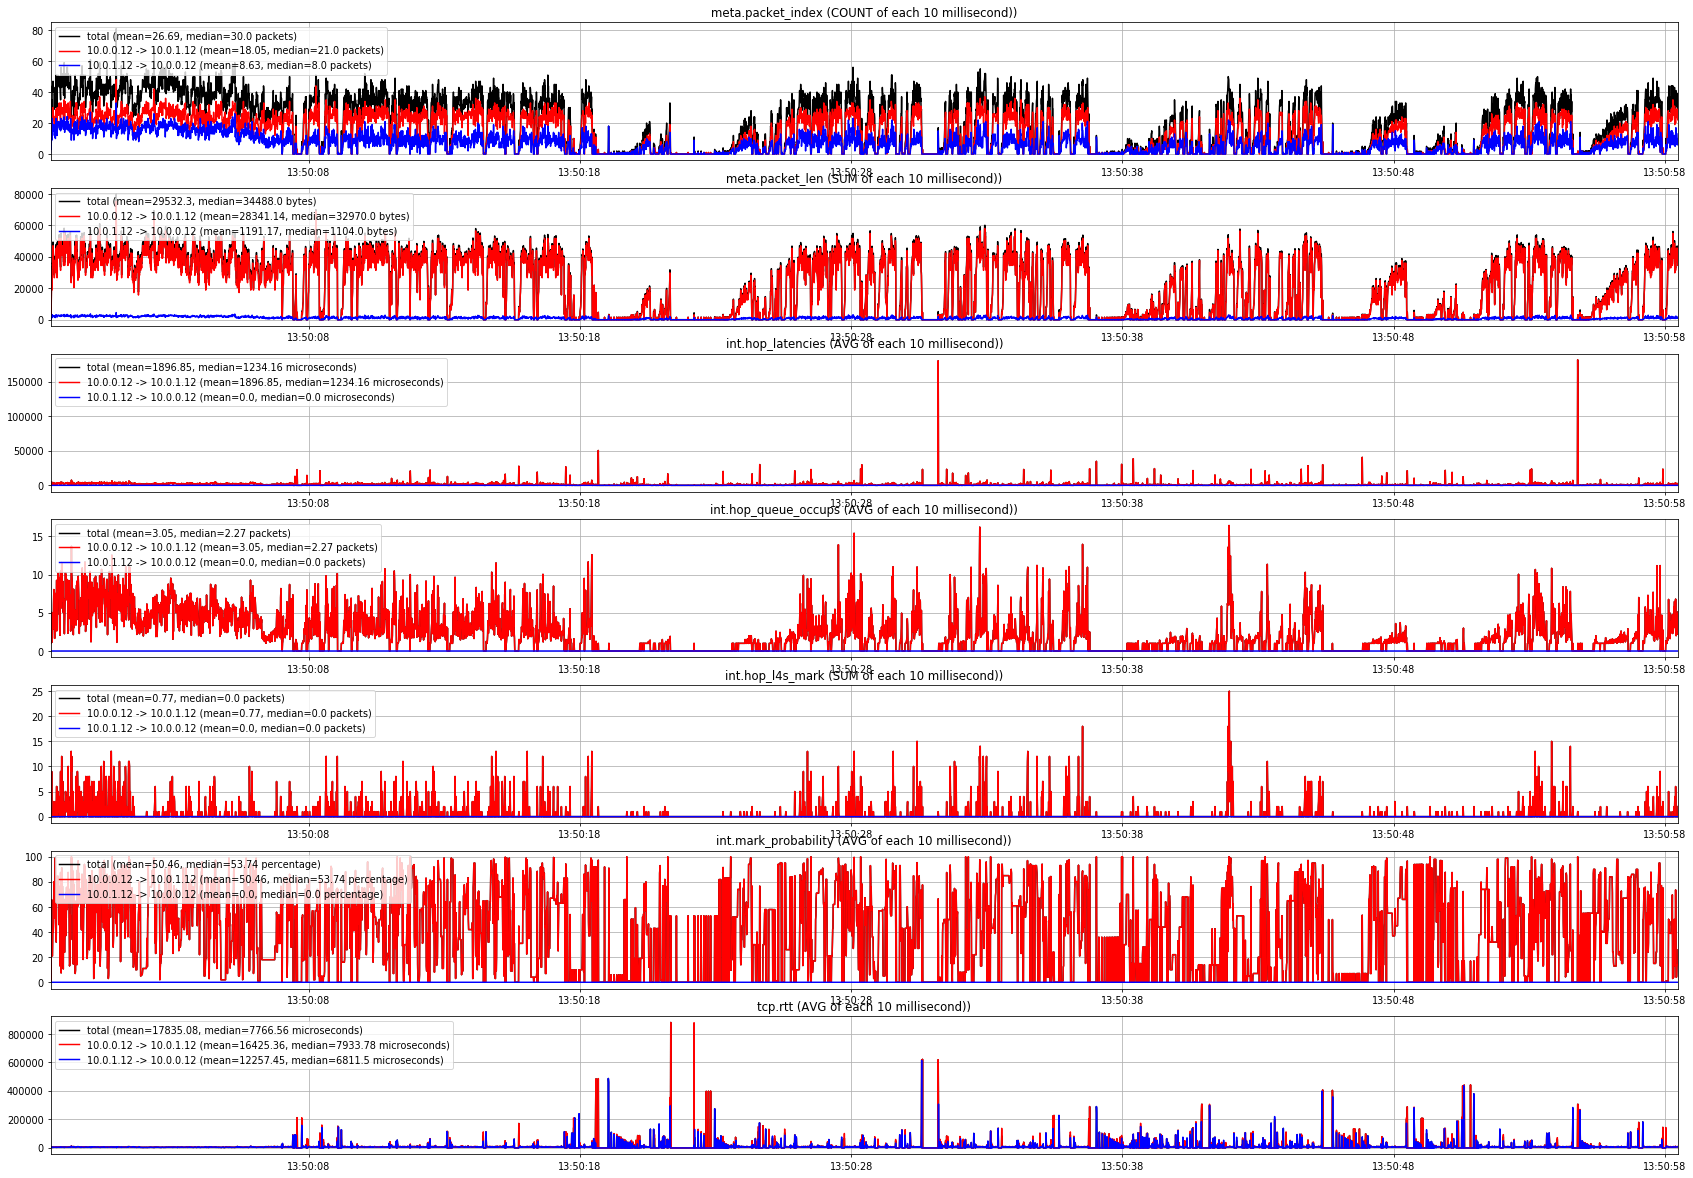 meta.packet_index (COUNT of each 10 millisecond))
80
60
40
20
0
total (mean=26.69, median=30.0 packets)
10.0.0.12 -> 10.0.1.12 (mean=18.05, median=21.0 packets)
10.0.1.12 -> 10.0.0.12 (mean=8.63, median=8.0 packets)
13:50:08 13:50:18 13:50:28 13:50:38 13:50:48 13:50:58
meta.packet_len (SUM of each 10 millisecond))
80000
60000
40000
20000
0
total (mean=29532.3, median=34488.0 bytes)
10.0.0.12 -> 10.0.1.12 (mean=28341.14, median=32970.0 bytes)
10.0.1.12 -> 10.0.0.12 (mean=1191.17, median=1104.0 bytes)
13:50:08 13:50:18 13:50:28 13:50:38 13:50:48 13:50:58
int.hop_latencies (AVG of each 10 millisecond))
150000
100000
50000
0
total (mean=1896.85, median=1234.16 microseconds)
10.0.0.12 -> 10.0.1.12 (mean=1896.85, median=1234.16 microseconds)
10.0.1.12 -> 10.0.0.12 (mean=0.0, median=0.0 microseconds)
13:50:08 13:50:18 13:50:28 13:50:38 13:50:48 13:50:58
int.hop_queue_occups (AVG of each 10 millisecond))
15
10
5
0
total (mean=3.05, median=2.27 packets)
10.0.0.12 -> 10.0.1.12 (mean=3.05, median=2.27 packets)
10.0.1.12 -> 10.0.0.12 (mean=0.0, median=0.0 packets)
13:50:08 13:50:18 13:50:28 13:50:38 13:50:48 13:50:58
int.hop_l4s_mark (SUM of each 10 millisecond))
25
20
15
10
5
0
total (mean=0.77, median=0.0 packets)
10.0.0.12 -> 10.0.1.12 (mean=0.77, median=0.0 packets)
10.0.1.12 -> 10.0.0.12 (mean=0.0, median=0.0 packets)
13:50:08 13:50:18 13:50:28 13:50:38 13:50:48 13:50:58
int.mark_probability (AVG of each 10 millisecond))
100
80
60
40
20
0
total (mean=50.46, median=53.74 percentage)
10.0.0.12 -> 10.0.1.12 (mean=50.46, median=53.74 percentage)
10.0.1.12 -> 10.0.0.12 (mean=0.0, median=0.0 percentage)
13:50:08 13:50:18 13:50:28 13:50:38 13:50:48 13:50:58
tcp.rtt (AVG of each 10 millisecond))
800000
600000
400000
200000
0
total (mean=17835.08, median=7766.56 microseconds)
10.0.0.12 -> 10.0.1.12 (mean=16425.36, median=7933.78 microseconds)
10.0.1.12 -> 10.0.0.12 (mean=12257.45, median=6811.5 microseconds)
13:50:08 13:50:18 13:50:28 13:50:38 13:50:48 13:50:58